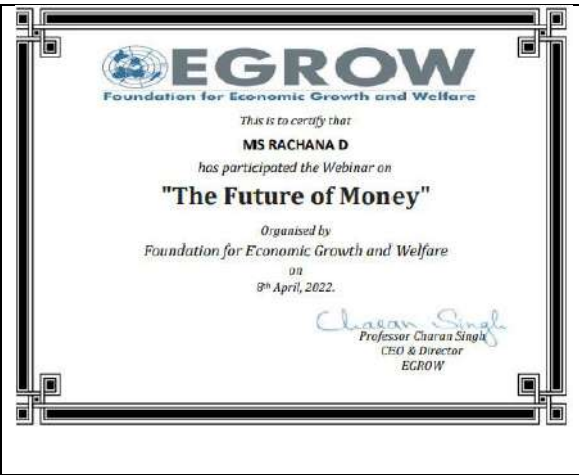 EGROW
Foundation for Economic Growth and Welfare
This is to certify that
MS RACHANA D
has participated the Webinar on
"The Future of Money"
Organised by
Foundation for Economic Growth and Welfare
on
8th April, 2022.
Charan Singh
Professor Charan Singh
CEO & Director
EGROW